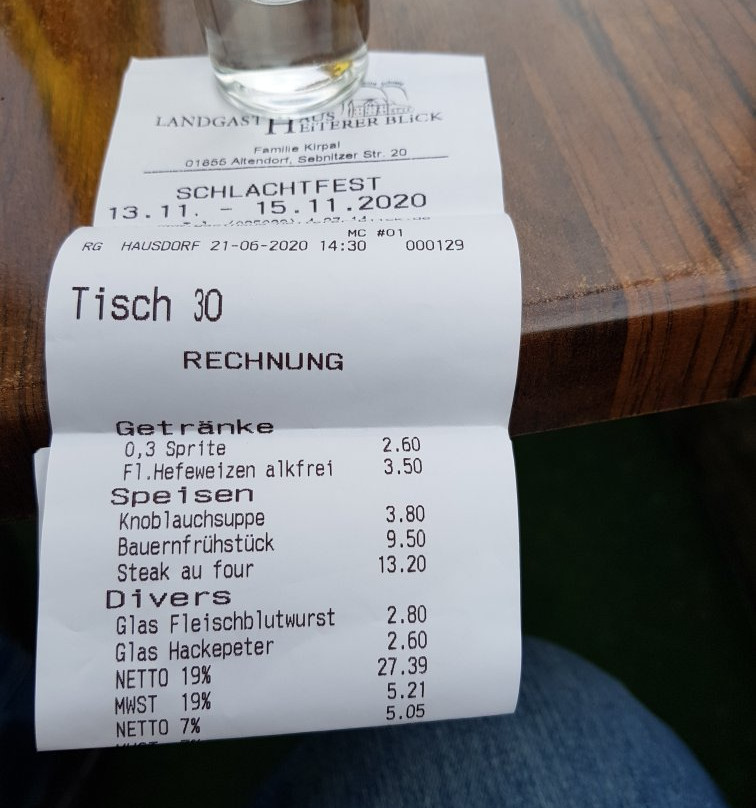 LANDGASTHAUS
HEITERER BLICK
Familie Kirpal
01855 Altendorf, Sebnitzer Str. 20
SCHLACHTFEST
13.11. - 15.11.2020
MC #01
RG HAUSDORF 21-06-2020 14:30 000129
Tisch 30
RECHNUNG
Getränke
0,3 Sprite 2.60
Fl.Hefeweizen alkfrei 3.50
Speisen
Knoblauchsuppe 3.80
Bauernfrühstück 9.50
Steak au four 13.20
Divers
Glas Fleischblutwurst 2.80
Glas Hackepeter 2.60
NETTO 19% 27.39
MWST 19% 5.21
NETTO 7% 5.05